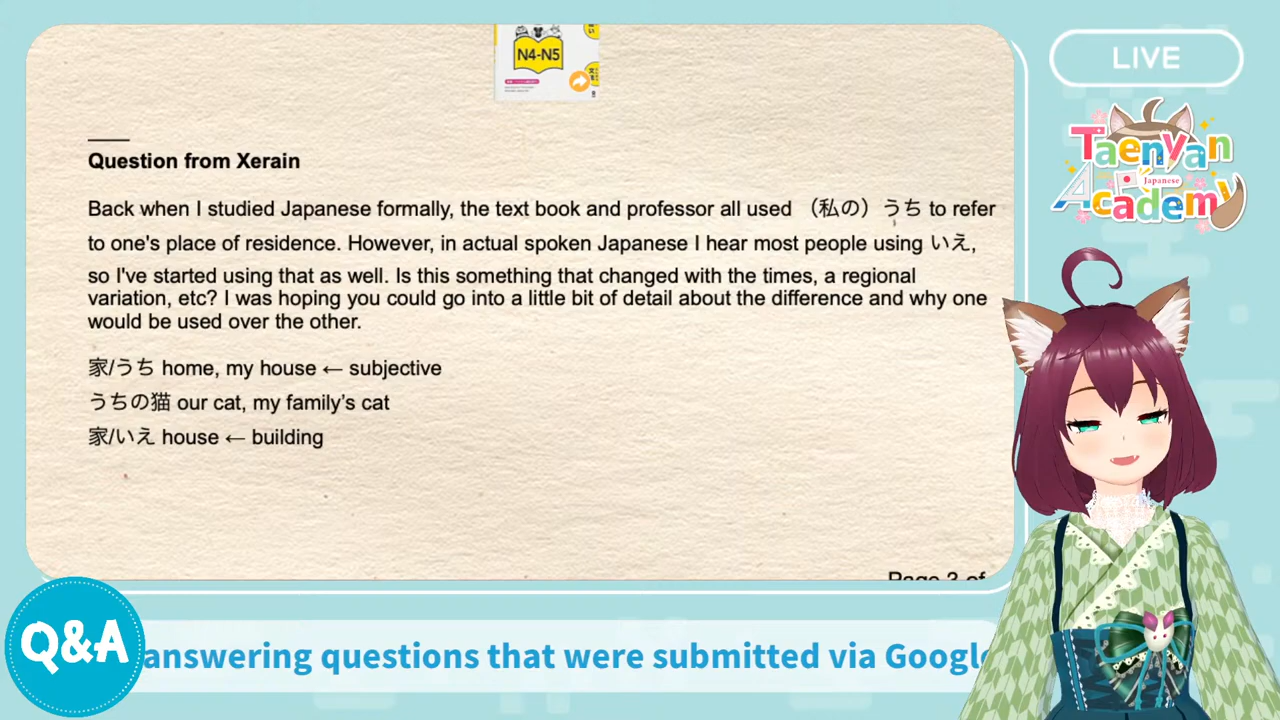 N4-N5
LIVE
Taenyan
Japanese
Academy
Question from Xerain
Back when I studied Japanese formally, the text book and professor all used （私の）うち to refer
to one's place of residence. However, in actual spoken Japanese I hear most people using いえ,
so I've started using that as well. Is this something that changed with the times, a regional
variation, etc? I was hoping you could go into a little bit of detail about the difference and why one
would be used over the other.
家/うち home, my house ← subjective
うちの猫 our cat, my family’s cat
家/いえ house ← building
Page 2 of
Q&A
answering questions that were submitted via Google